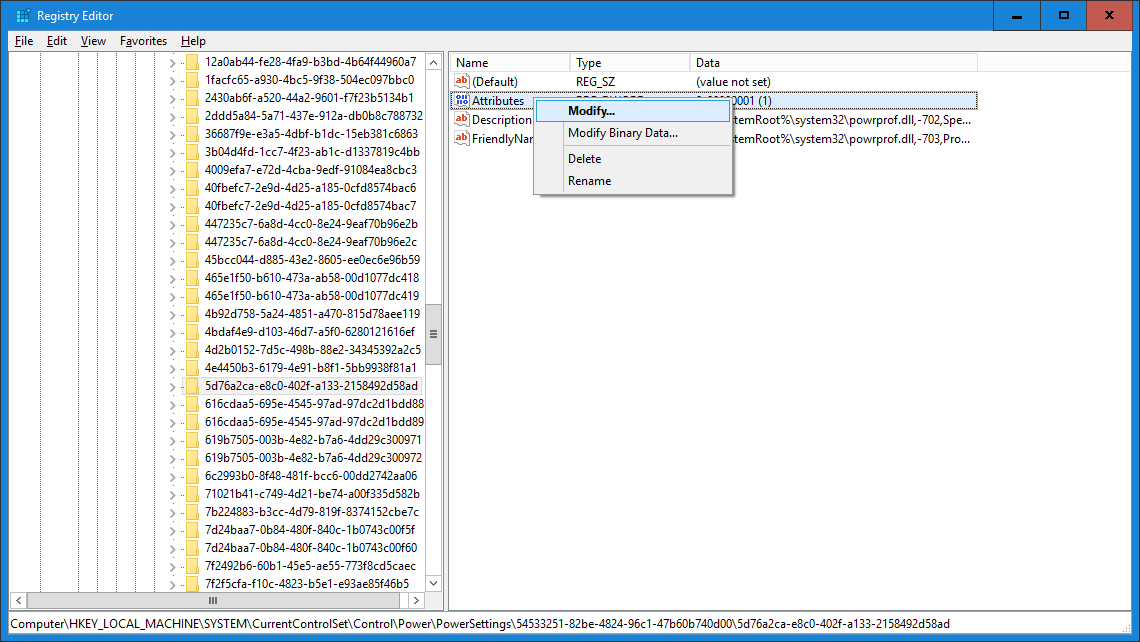 Registry Editor
File Edit View Favorites Help
12a0ab44-fe28-4fa9-b3bd-4b64f44960a7
1facfc65-a930-4bc5-9f38-504ec097bbc0
2430ab6f-a520-44a2-9601-f7f23b5134b1
2ddd5a84-5a71-437e-912a-db0b8c788732
36687f9e-e3a5-4dbf-b1dc-15eb381c6863
3b04d4fd-1cc7-4f23-ab1c-d1337819c4bb
4009efa7-e72d-4cba-9edf-91084ea8cbc3
40fbefc7-2e9d-4d25-a185-0cfd8574bac6
40fbefc7-2e9d-4d25-a185-0cfd8574bac7
447235c7-6a8d-4cc0-8e24-9eaf70b96e2b
447235c7-6a8d-4cc0-8e24-9eaf70b96e2c
45bcc044-d885-43e2-8605-ee0ec6e96b59
465e1f50-b610-473a-ab58-00d1077dc418
465e1f50-b610-473a-ab58-00d1077dc419
4b92d758-5a24-4851-a470-815d78aee119
4bdaf4e9-d103-46d7-a5f0-6280121616ef
4d2b0152-7d5c-498b-88e2-34345392a2c5
4e4450b3-6179-4e91-b8f1-5bb9938f81a1
5d76a2ca-e8c0-402f-a133-2158492d58ad
616cdaa5-695e-4545-97ad-97dc2d1bdd88
616cdaa5-695e-4545-97ad-97dc2d1bdd89
619b7505-003b-4e82-b7a6-4dd29c300971
619b7505-003b-4e82-b7a6-4dd29c300972
6c2993b0-8f48-481f-bcc6-00dd2742aa06
71021b41-c749-4d21-be74-a00f335d582b
7b224883-b3cc-4d79-819f-8374152cbe7c
7d24baa7-0b84-480f-840c-1b0743c00f5f
7d24baa7-0b84-480f-840c-1b0743c00f60
7f2492b6-60b1-45e5-ae55-773f8cd5caec
7f2f5cfa-f10c-4823-b5e1-e93ae85f46b5
Name Type Data
(Default) REG_SZ (value not set)
Attributes 0001 (1)
Description temRoot%\system32\powrprof.dll,-702,Spe...
FriendlyNar temRoot%\system32\powrprof.dll,-703,Pro...
Modify...
Modify Binary Data...
Delete
Rename
Computer\HKEY_LOCAL_MACHINE\SYSTEM\CurrentControlSet\Control\Power\PowerSettings\54533251-82be-4824-96c1-47b60b740d00\5d76a2ca-e8c0-402f-a133-2158492d58ad